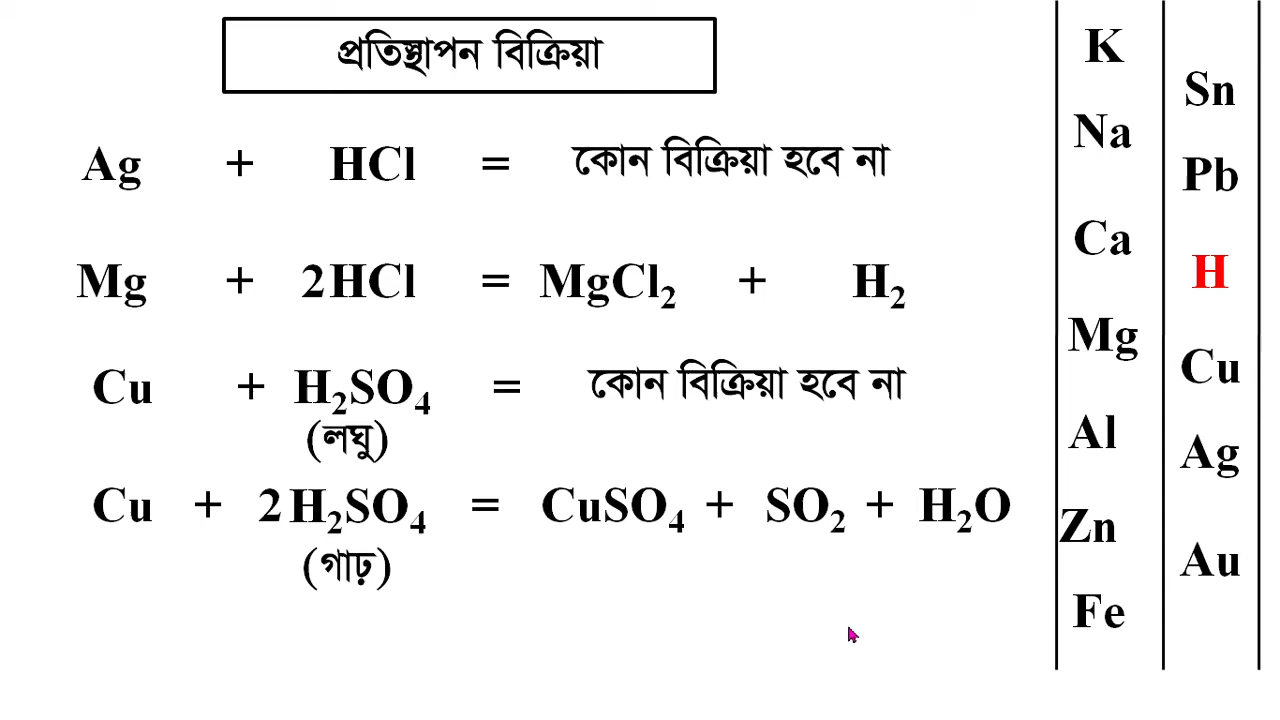 প্রতিস্থাপন বিক্রিয়া
Ag + HCl = কোন বিক্রিয়া হবে না
Mg + 2HCl = MgCl₂ + H₂
Cu + H₂SO₄ = কোন বিক্রিয়া হবে না
(লঘু)
Cu + 2H₂SO₄ = CuSO₄ + SO₂ + H₂O
(গাঢ়)
K
Na
Ca
Mg
Al
Zn
Fe
Sn
Pb
H
Cu
Ag
Au